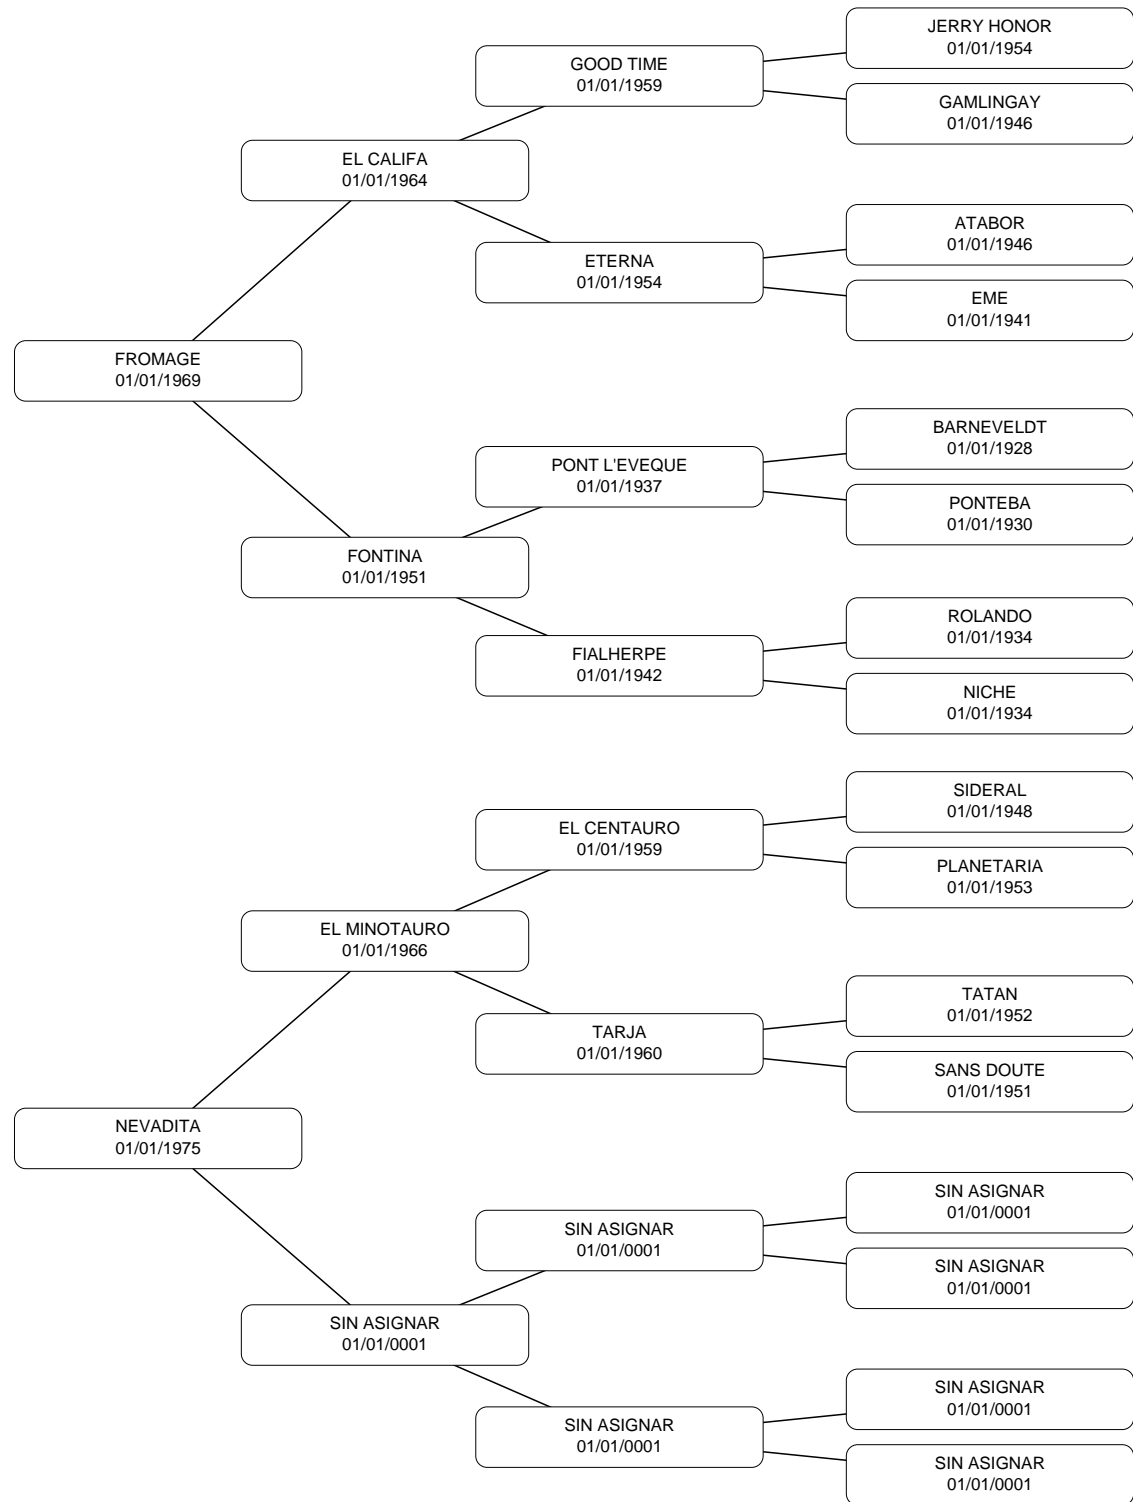 JERRY HONOR
01/01/1954
GOOD TIME
01/01/1959
GAMLINGAY
01/01/1946
EL CALIFA
01/01/1964
ATABOR
01/01/1946
ETERNA
01/01/1954
EME
01/01/1941
FROMAGE
01/01/1969
BARNEVELDT
01/01/1928
PONT L'EVEQUE
01/01/1937
PONTEBA
01/01/1930
FONTINA
01/01/1951
ROLANDO
01/01/1934
FIALHERPE
01/01/1942
NICHE
01/01/1934
SIDERAL
01/01/1948
EL CENTAURO
01/01/1959
PLANETARIA
01/01/1953
EL MINOTAURO
01/01/1966
TATAN
01/01/1952
TARJA
01/01/1960
SANS DOUTE
01/01/1951
NEVADITA
01/01/1975
SIN ASIGNAR
01/01/0001
SIN ASIGNAR
01/01/0001
SIN ASIGNAR
01/01/0001
SIN ASIGNAR
01/01/0001
SIN ASIGNAR
01/01/0001
SIN ASIGNAR
01/01/0001
SIN ASIGNAR
01/01/0001